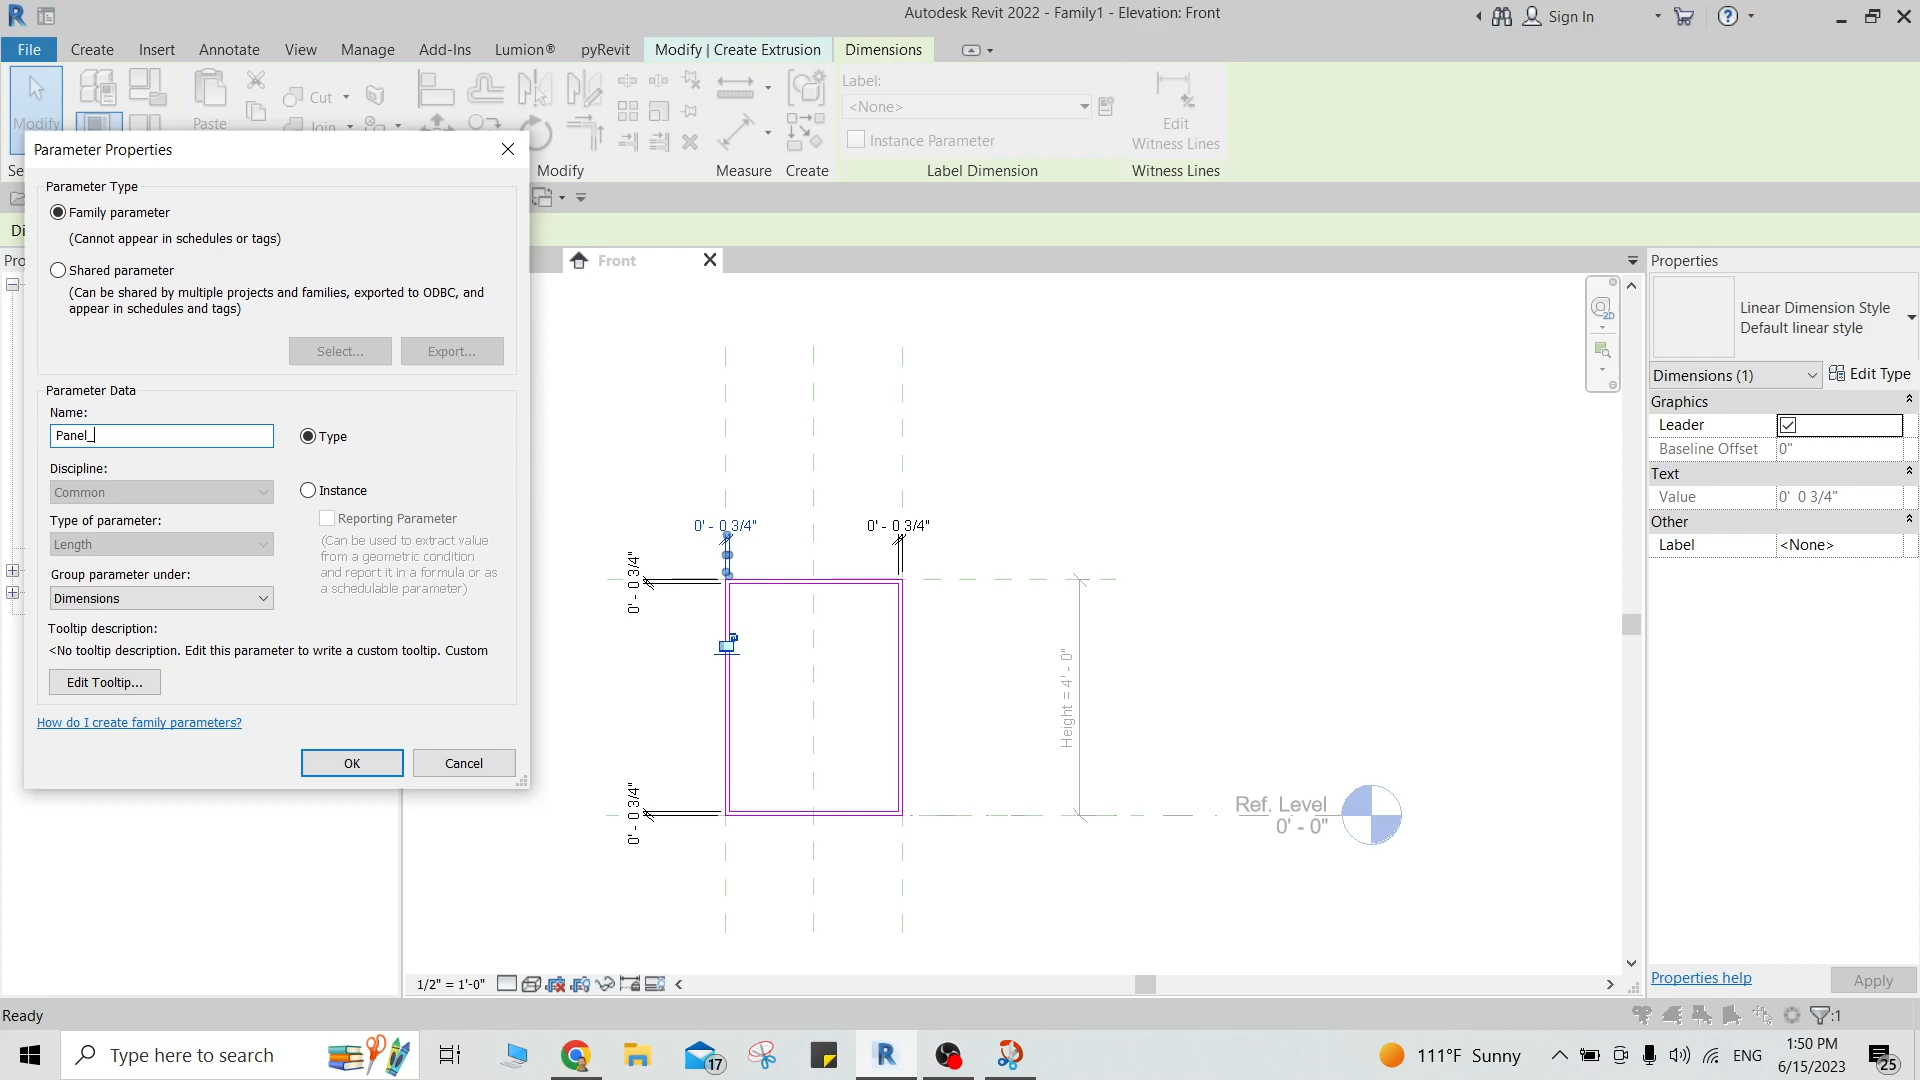 Autodesk Revit 2022 - Family1 - Elevation: Front
Sign In
File
Create
Insert
Annotate
View
Manage
Add-Ins
Lumion®
pyRevit
Modify | Create Extrusion
Dimensions
Modify
Paste
Cut
Join
Modify
Measure
Create
Label:
<None>
Instance Parameter
Label Dimension
Edit
Witness Lines
Witness Lines
Parameter Properties
Parameter Type
Family parameter
(Cannot appear in schedules or tags)
Shared parameter
(Can be shared by multiple projects and families, exported to ODBC, and
appear in schedules and tags)
Select...
Export...
Parameter Data
Name:
Panel_
Type
Discipline:
Common
Instance
Type of parameter:
Reporting Parameter
Length
(Can be used to extract value
from a geometric condition
and report it in a formula or as
a schedulable parameter)
Group parameter under:
Dimensions
Tooltip description:
<No tooltip description. Edit this parameter to write a custom tooltip. Custom
Edit Tooltip...
How do I create family parameters?
OK
Cancel
Front
0' - 0 3/4"
0' - 0 3/4"
0' - 0 3/4"
0' - 0 3/4"
Height = 4' - 0"
Ref. Level
0' - 0"
Properties
Linear Dimension Style
Default linear style
Dimensions (1)
Edit Type
Graphics
Leader
Baseline Offset
0"
Text
Value
0'  0 3/4"
Other
Label
<None>
Properties help
Apply
1/2" = 1'-0"
Ready
:1
Type here to search
17
111°F Sunny
ENG
1:50 PM
6/15/2023
25